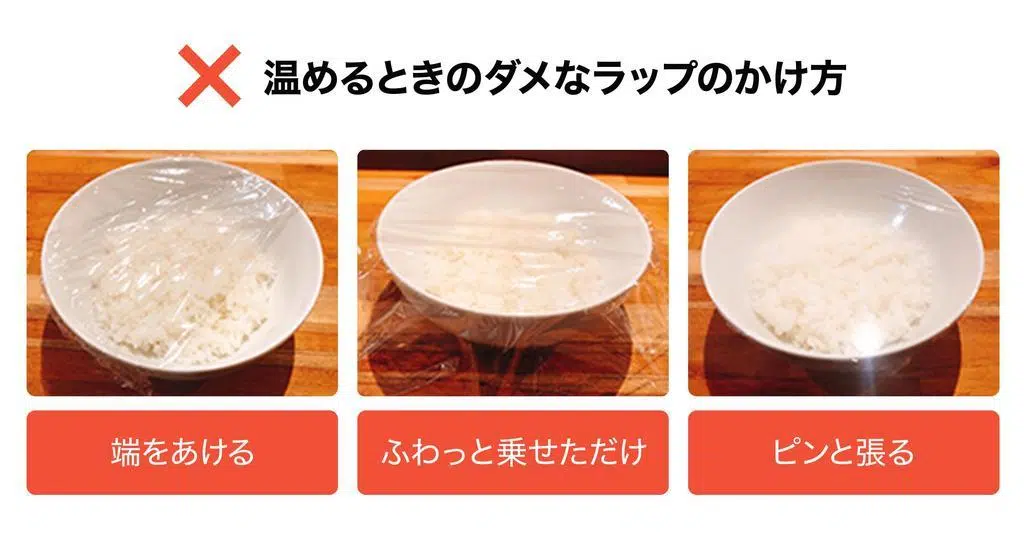 温めるときのダメなラップのかけ方
端をあける
ふわっと乗せただけ
ピンと張る